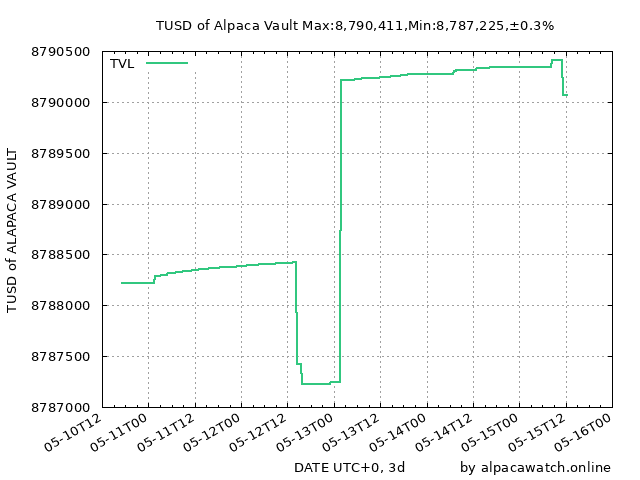 TUSD of Alpaca Vault Max:8,790,411,Min:8,787,225,±0.3%
TVL
TUSD of ALAPACA VAULT
8790500
8790000
8789500
8789000
8788500
8788000
8787500
8787000
05-10T12
05-11T00
05-11T12
05-12T00
05-12T12
05-13T00
05-13T12
05-14T00
05-14T12
05-15T00
05-15T12
05-16T00
DATE UTC+0, 3d
by alpacawatch.online